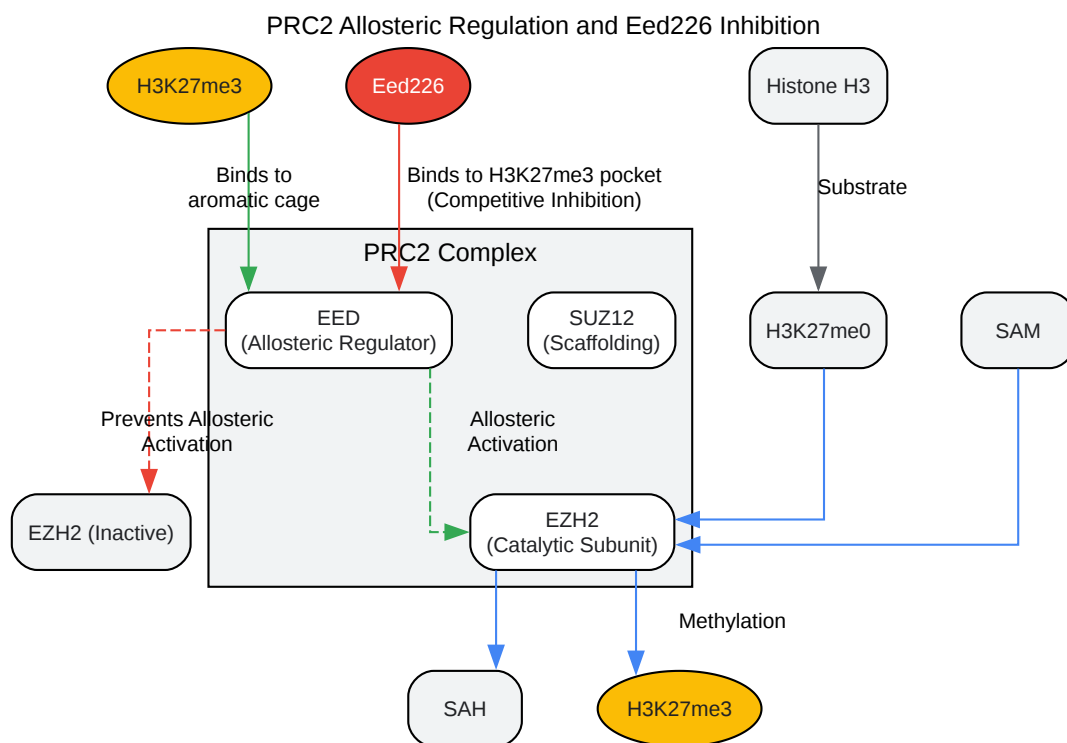 PRC2 Allosteric Regulation and Eed226 Inhibition
H3K27me3
Eed226
Histone H3
Binds to
aromatic cage
Binds to H3K27me3 pocket
(Competitive Inhibition)
Substrate
PRC2 Complex
EED
(Allosteric Regulator)
SUZ12
(Scaffolding)
H3K27me0
SAM
Prevents Allosteric
Activation
Allosteric
Activation
EZH2 (Inactive)
EZH2
(Catalytic Subunit)
Methylation
SAH
H3K27me3